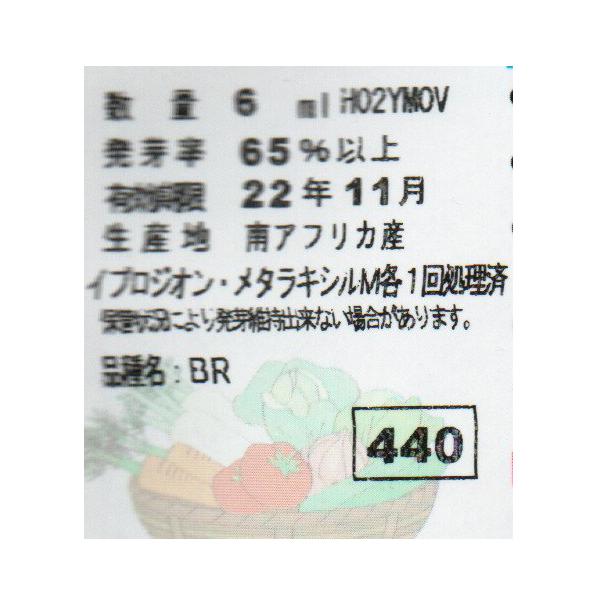 数量 6 ml H02YMOV
発芽率 65%以上
有効期限 22年11月
生産地 南アフリカ産
イプロジオン・メタラキシルM各1回処理済
保管状況により発芽維持出来ない場合があります。
品種名:BR
440